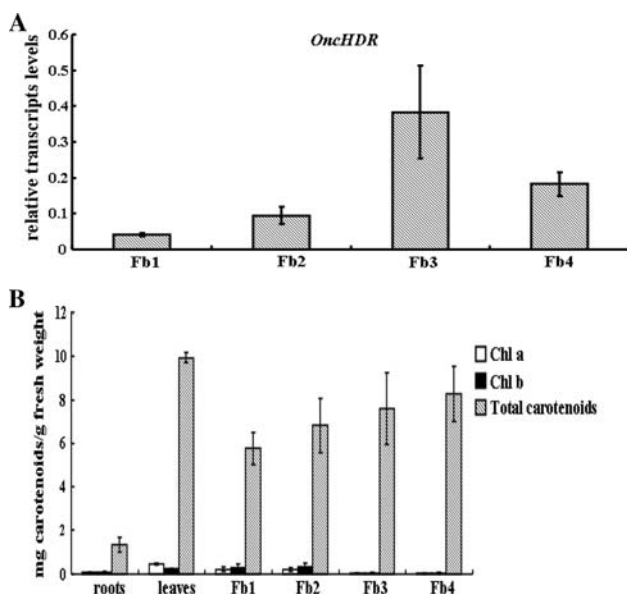 A
OncHDR
relative transcripts levels
0.6
0.5
0.4
0.3
0.2
0.1
0
Fb1 Fb2 Fb3 Fb4
B
mg carotenoids/g fresh weight
12
10
8
6
4
2
0
Chl a
Chl b
Total carotenoids
roots leaves Fb1 Fb2 Fb3 Fb4